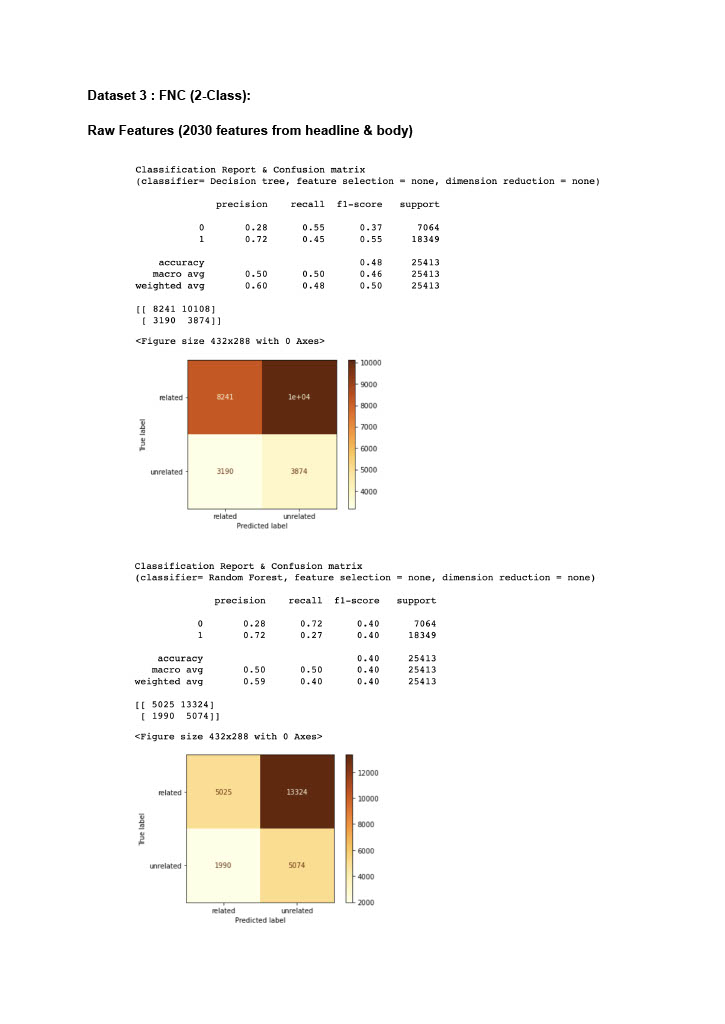 Dataset 3 : FNC (2-Class):
Raw Features (2030 features from headline & body)
Classification Report & Confusion matrix
(classifier= Decision tree, feature selection = none, dimension reduction = none)
precision recall f1-score support
0 0.28 0.55 0.37 7064
1 0.72 0.45 0.55 18349
accuracy 0.48 25413
macro avg 0.50 0.50 0.46 25413
weighted avg 0.60 0.48 0.50 25413
[[ 8241 10108]
[ 3190 3874]]
<Figure size 432x288 with 0 Axes>
10000
9000
8000
7000
6000
5000
4000
related 8241 1e+04
True label
unrelated 3190 3874
related unrelated
Predicted label
Classification Report & Confusion matrix
(classifier= Random Forest, feature selection = none, dimension reduction = none)
precision recall f1-score support
0 0.28 0.72 0.40 7064
1 0.72 0.27 0.40 18349
accuracy 0.40 25413
macro avg 0.50 0.50 0.40 25413
weighted avg 0.59 0.40 0.40 25413
[[ 5025 13324]
[ 1990 5074]]
<Figure size 432x288 with 0 Axes>
12000
10000
8000
6000
4000
2000
related 5025 13324
True label
unrelated 1990 5074
related unrelated
Predicted label